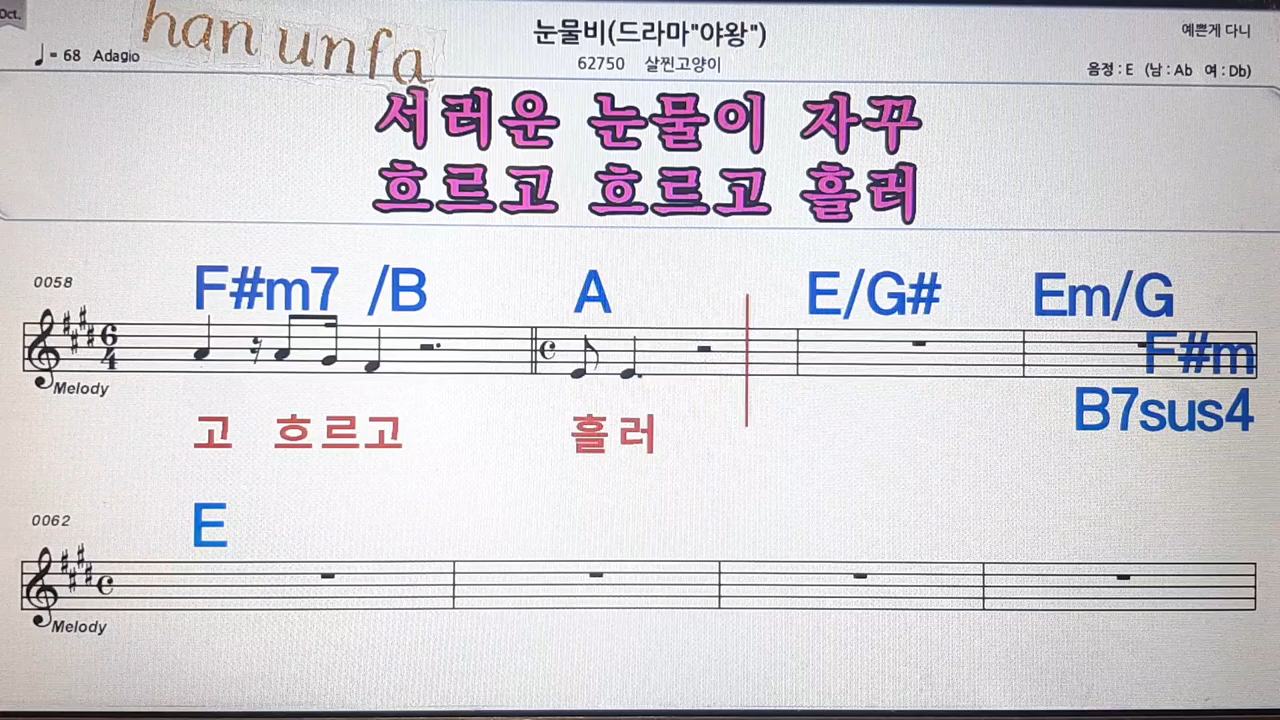 Oct.
han unfa
눈물비(드라마"야왕")
예쁜게 다니
♩= 68 Adagio
62750 살찐고양이
음정 : E (남 : Ab 여 : Db)
서러운 눈물이 자꾸
흐르고 흐르고 흘러
0058
F#m7 /B A E/G# Em/G
6
4
F#m
Melody
B7sus4
고 흐르고 흘러
0062
E
Melody